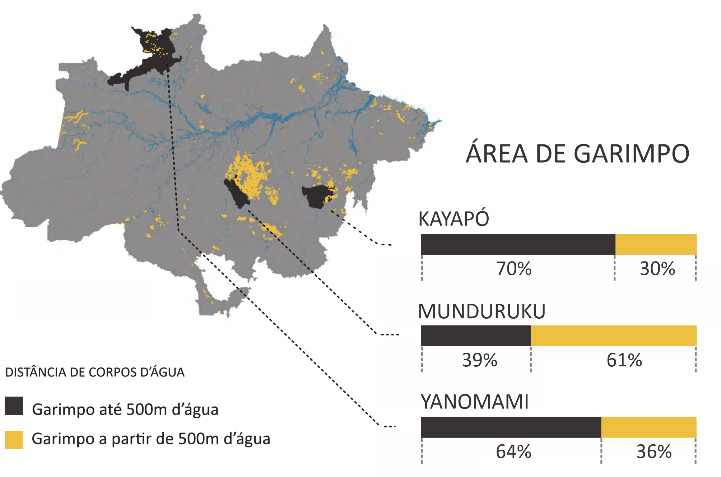 ÁREA DE GARIMPO
KAYAPÓ
70% 30%
MUNDURUKU
39% 61%
YANOMAMI
64% 36%
DISTÂNCIA DE CORPOS D'ÁGUA
Garimpo até 500m d'água
Garimpo a partir de 500m d'água